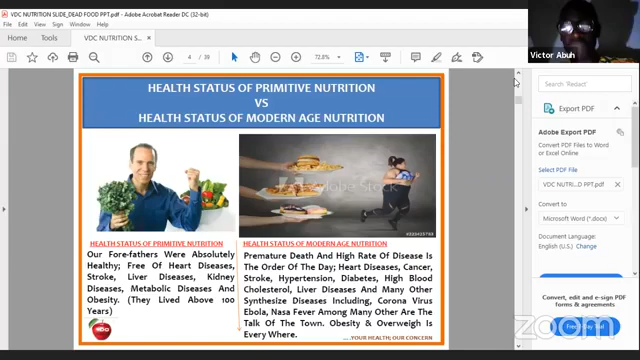 VDC NUTRITION SLIDE_DEAD FOOD PPT.pdf - Adobe Acrobat Reader DC (32-bit)
File Edit View Sign Window Help
Home Tools VDC NUTRITION SLIDE_... ×
4 / 39 72.8%
Victor Abuh
HEALTH STATUS OF PRIMITIVE NUTRITION
VS
HEALTH STATUS OF MODERN AGE NUTRITION
Adobe Stock
HEALTH STATUS OF PRIMITIVE NUTRITION
Our Fore-fathers Were Absolutely
Healthy; Free Of Heart Diseases,
Stroke, Liver Diseases, Kidney
Diseases, Metabolic Diseases And
Obesity. (They Lived Above 100
Years)
HEALTH STATUS OF MODERN AGE NUTRITION
Premature Death And High Rate Of Disease Is
The Order Of The Day; Heart Diseases, Cancer,
Stroke, Hypertension, Diabetes, High Blood
Cholesterol, Liver Diseases And Many Other
Synthesize Diseases Including, Corona Virus
Ebola, Nasa Fever Among Many Other Are The
Talk Of The Town. Obesity & Overweigh Is
Every Where.
....YOUR HEALTH; OUR CONCERN
Search 'Redact'
Export PDF
Adobe Export PDF
Convert PDF Files to Word
or Excel Online
Select PDF File
VDC NUTRI...D PPT.pdf ×
Convert to
Microsoft Word (*.docx)
Document Language:
English (U.S.) Change
Convert, edit and e-sign PDF
forms & agreements
Free 7-Day Trial
zoom